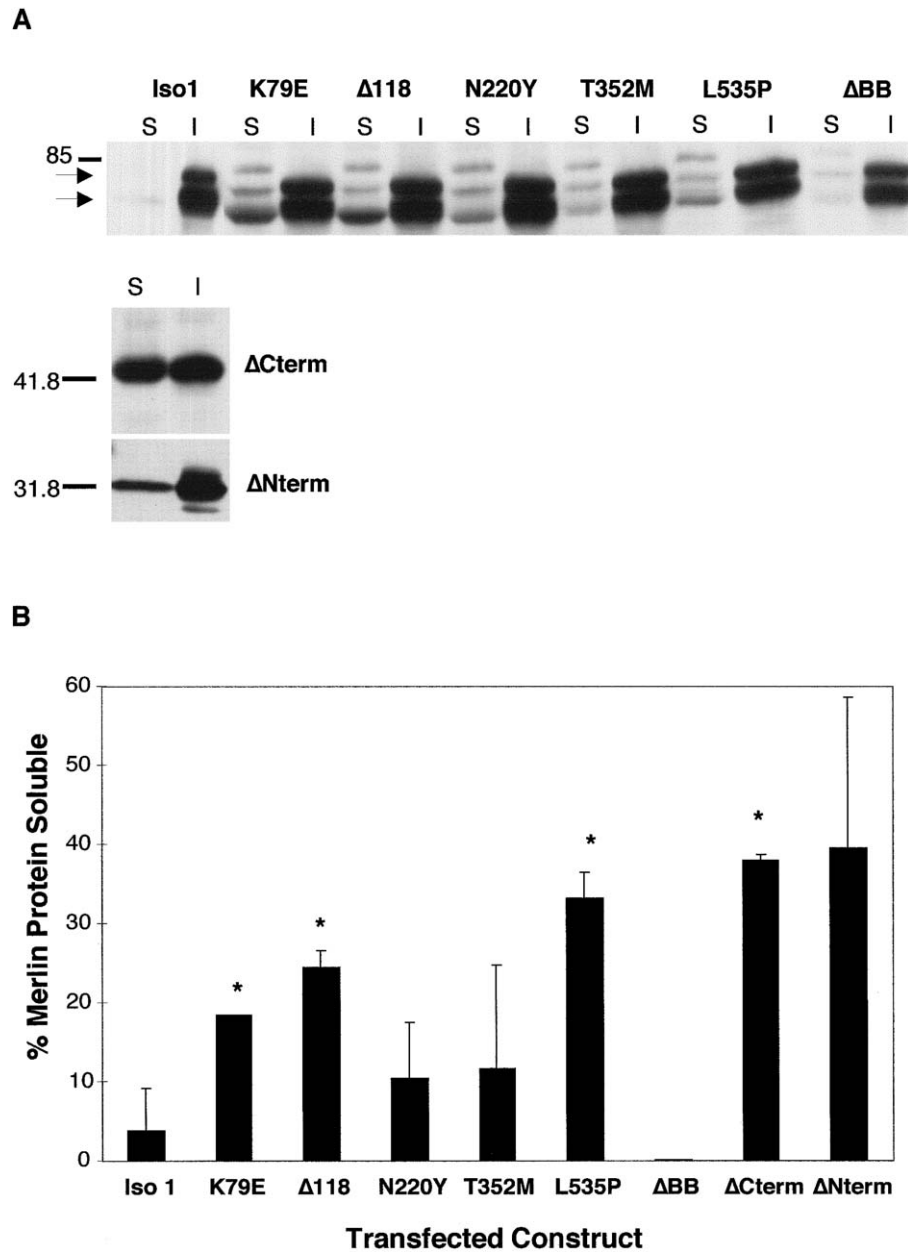 A
Iso1 K79E Δ118 N220Y T352M L535P ΔBB
S I S I S I S I S I S I S I
85
S I
ΔCterm
41.8
ΔNterm
31.8
B
60
50
40
30
20
10
0
% Merlin Protein Soluble
* * * *
Iso 1 K79E Δ118 N220Y T352M L535P ΔBB ΔCterm ΔNterm
Transfected Construct